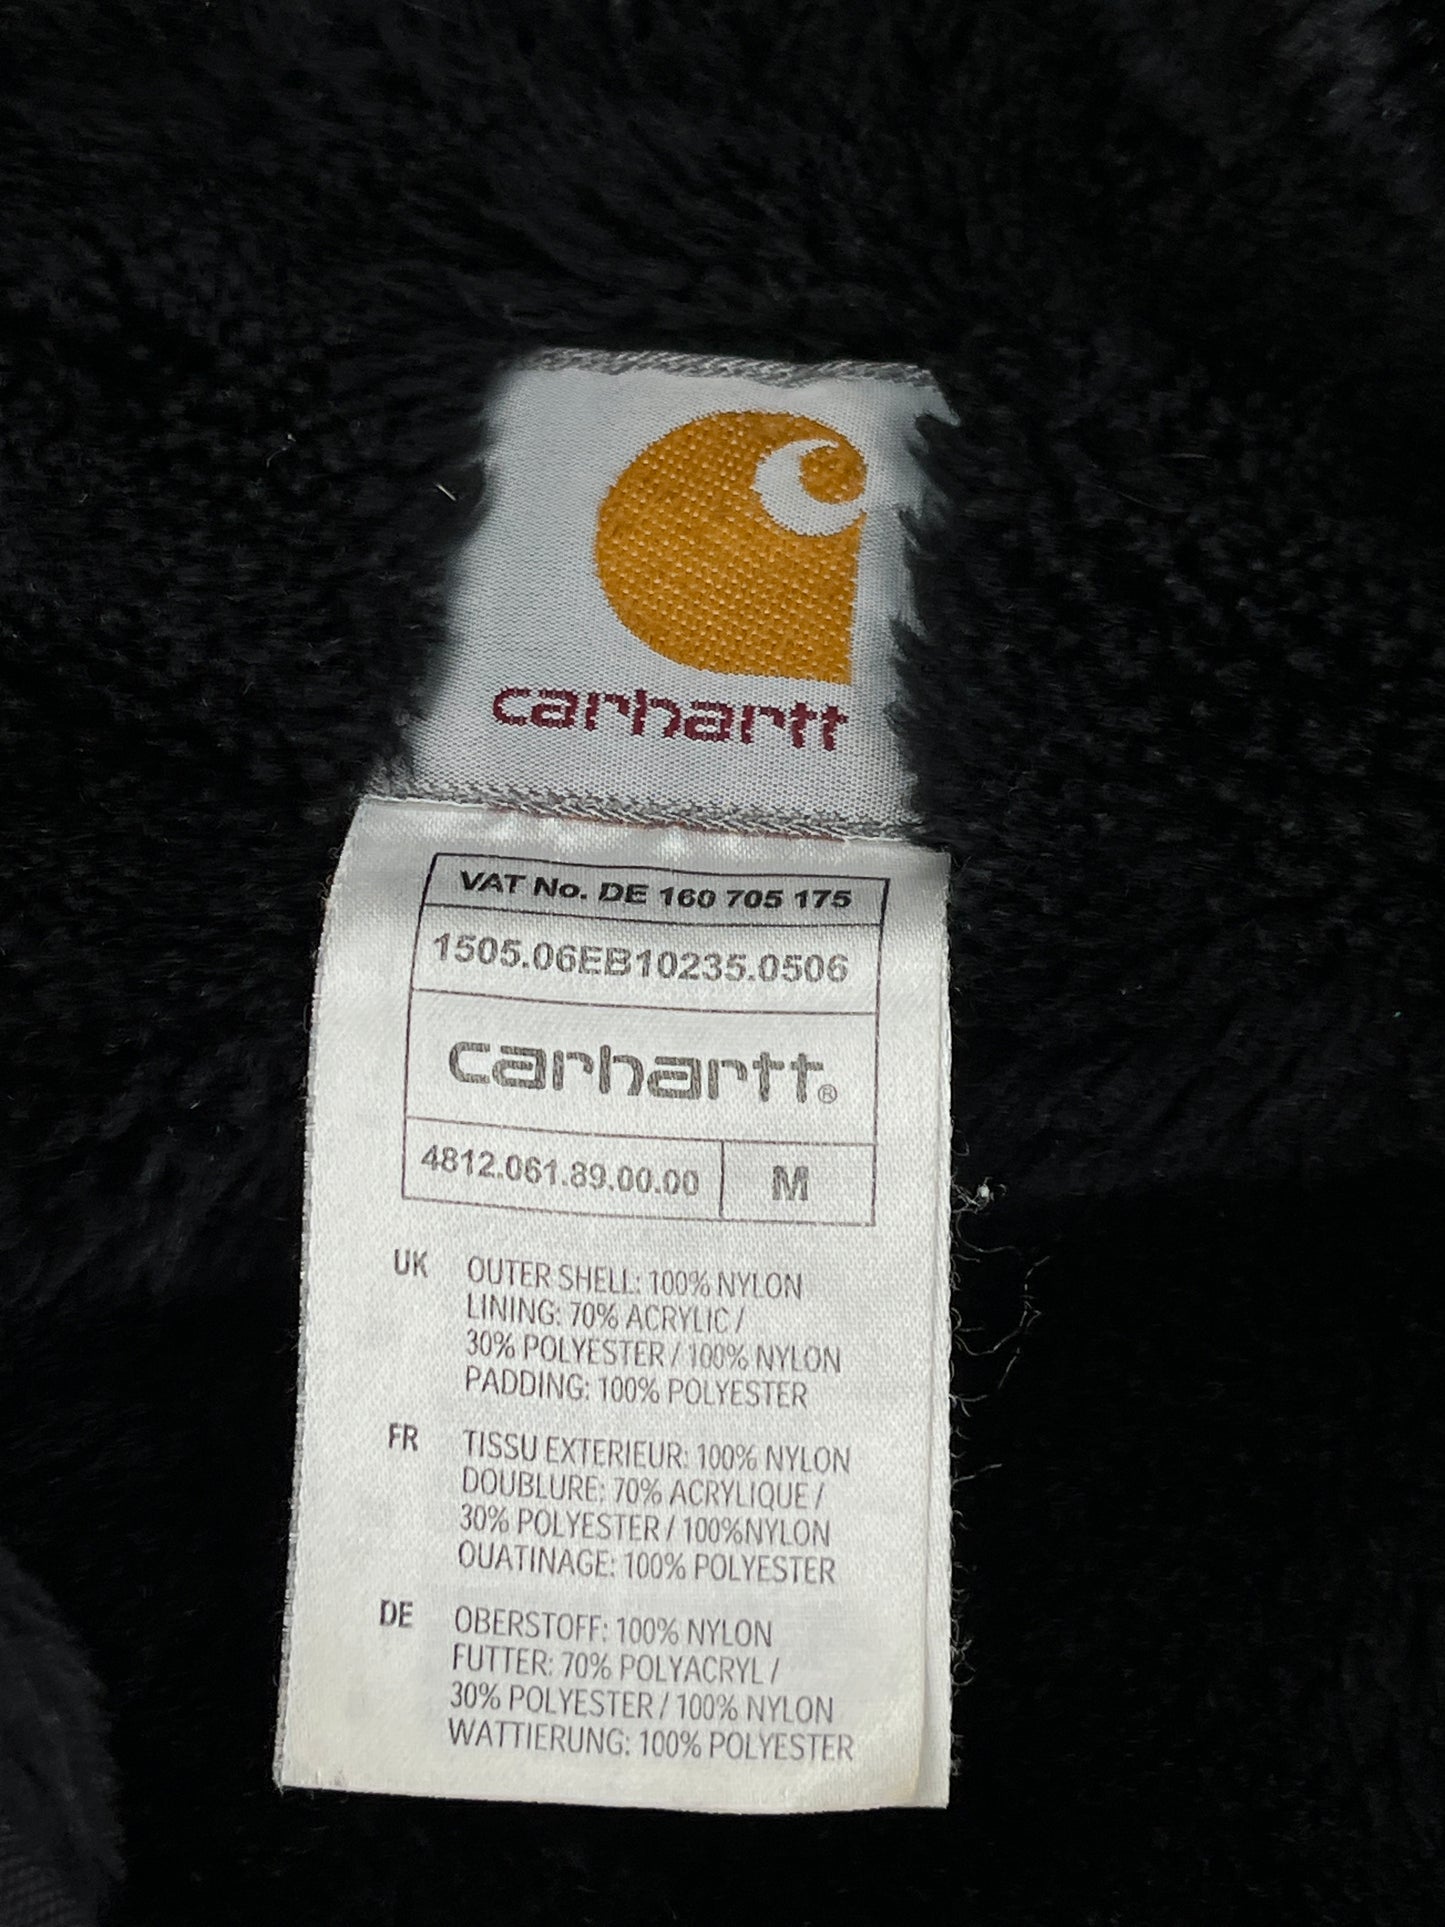 carhartt
VAT No. DE 160 705 175
1505.06EB10235.0506
carhartt®
4812.061.89.00.00 M
UK OUTER SHELL: 100% NYLON
LINING: 70% ACRYLIC /
30% POLYESTER / 100% NYLON
PADDING: 100% POLYESTER
FR TISSU EXTERIEUR: 100% NYLON
DOUBLURE: 70% ACRYLIQUE /
30% POLYESTER / 100%NYLON
OUATINAGE: 100% POLYESTER
DE OBERSTOFF: 100% NYLON
FUTTER: 70% POLYACRYL /
30% POLYESTER / 100% NYLON
WATTIERUNG: 100% POLYESTER